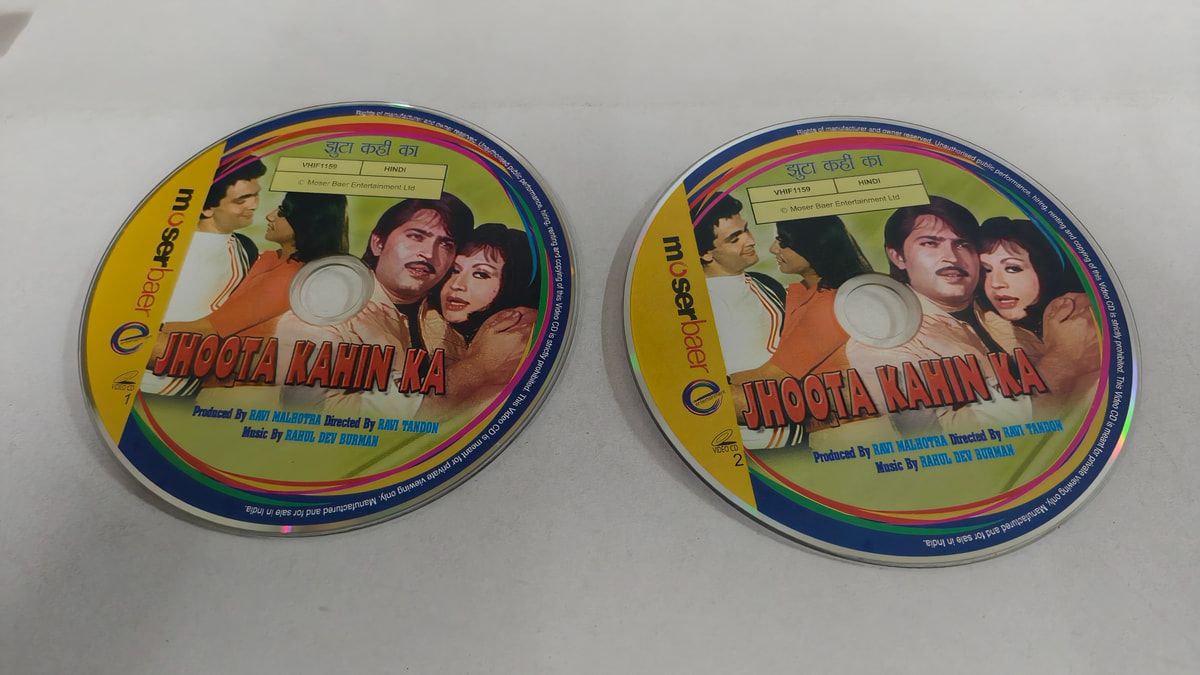 झुटा कहीं का
VHIF1159 HINDI
© Moser Baer Entertainment Ltd
moserbaer
JHOOTA KAHIN KA
VIDEO CD
1
Produced By RAVI MALHOTRA Directed By RAVI TANDON
Music By RAHUL DEV BURMAN
Rights of manufacturer and owner reserved. Unauthorised public performance, hiring, renting and copying of this Video CD is strictly prohibited. This Video CD is meant for private viewing only. Manufactured and for sale in India.
झुटा कहीं का
VHIF1159 HINDI
© Moser Baer Entertainment Ltd
moserbaer
JHOOTA KAHIN KA
VIDEO CD
2
Produced By RAVI MALHOTRA Directed By RAVI TANDON
Music By RAHUL DEV BURMAN
Rights of manufacturer and owner reserved. Unauthorised public performance, hiring, renting and copying of this Video CD is strictly prohibited. This Video CD is meant for private viewing only. Manufactured and for sale in India.